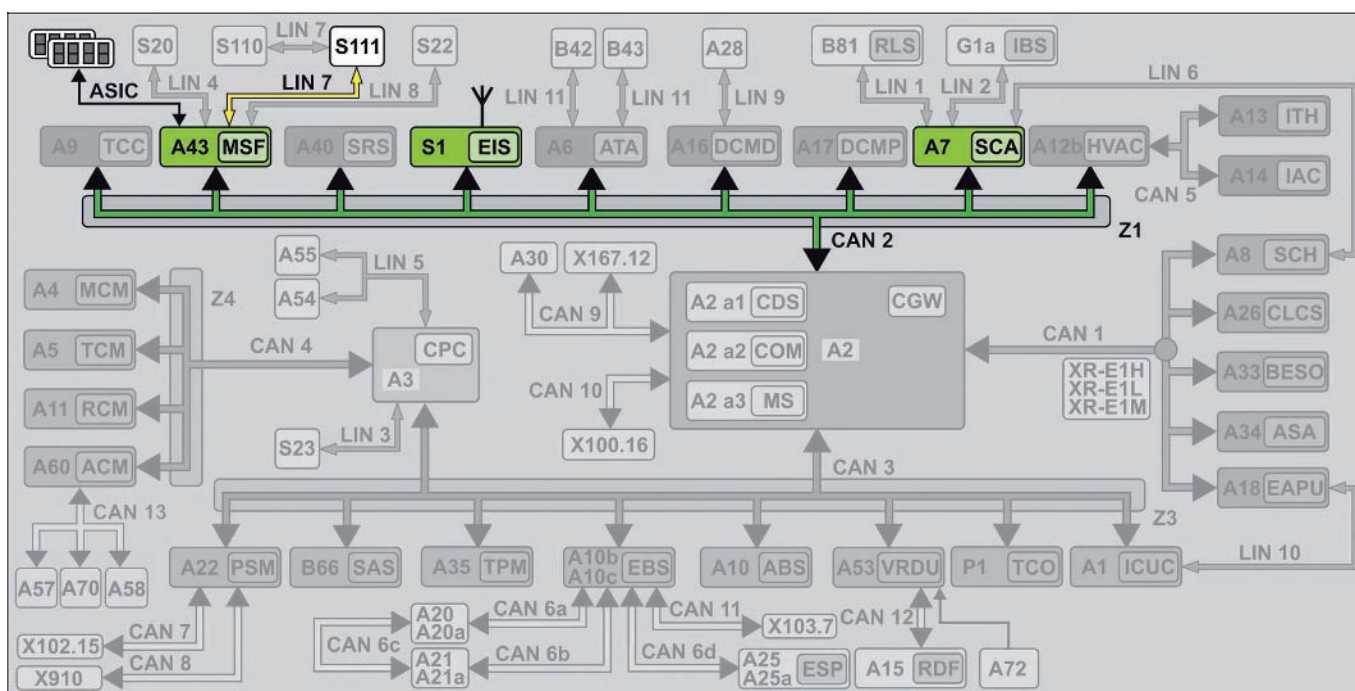 LIN 7
S20
S110
S111
S22
B42
B43
A28
B81 RLS
G1a IBS
ASIC
LIN 4
LIN 7
LIN 8
LIN 11
LIN 11
LIN 9
LIN 1
LIN 2
LIN 6
A9 TCC
A43 MSF
A40 SRS
S1 EIS
A6 ATA
A16 DCMD
A17 DCMP
A7 SCA
A12b HVAC
A13 ITH
A14 IAC
CAN 5
Z1
CAN 2
A55
A54
LIN 5
A30
X167.12
CAN 9
A8 SCH
A4 MCM
Z4
A2 a1 CDS
CGW
A26 CLCS
A5 TCM
CAN 4
CPC
A3
A2 a2 COM
A2
CAN 1
XR-E1H
XR-E1L
XR-E1M
A33 BESO
A11 RCM
CAN 10
A2 a3 MS
A34 ASA
A60 ACM
S23
LIN 3
X100.16
CAN 3
A18 EAPU
CAN 13
Z3
LIN 10
A57
A70
A58
A22 PSM
B66 SAS
A35 TPM
A10b
A10c
EBS
A10 ABS
A53 VRDU
P1 TCO
A1 ICUC
X102.15
CAN 7
X910
CAN 8
CAN 6c
A20
A20a
CAN 6a
A21
A21a
CAN 6b
CAN 11
X103.7
CAN 6d
A25
A25a
ESP
CAN 12
A15 RDF
A72